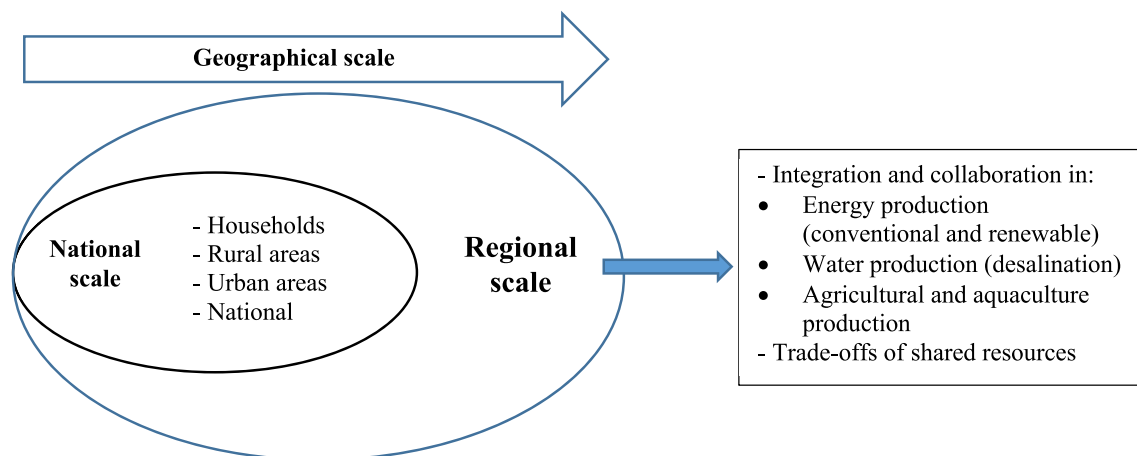 Geographical scale
National
scale
- Households
- Rural areas
- Urban areas
- National
Regional
scale
- Integration and collaboration in:
• Energy production
(conventional and renewable)
• Water production (desalination)
• Agricultural and aquaculture
production
- Trade-offs of shared resources